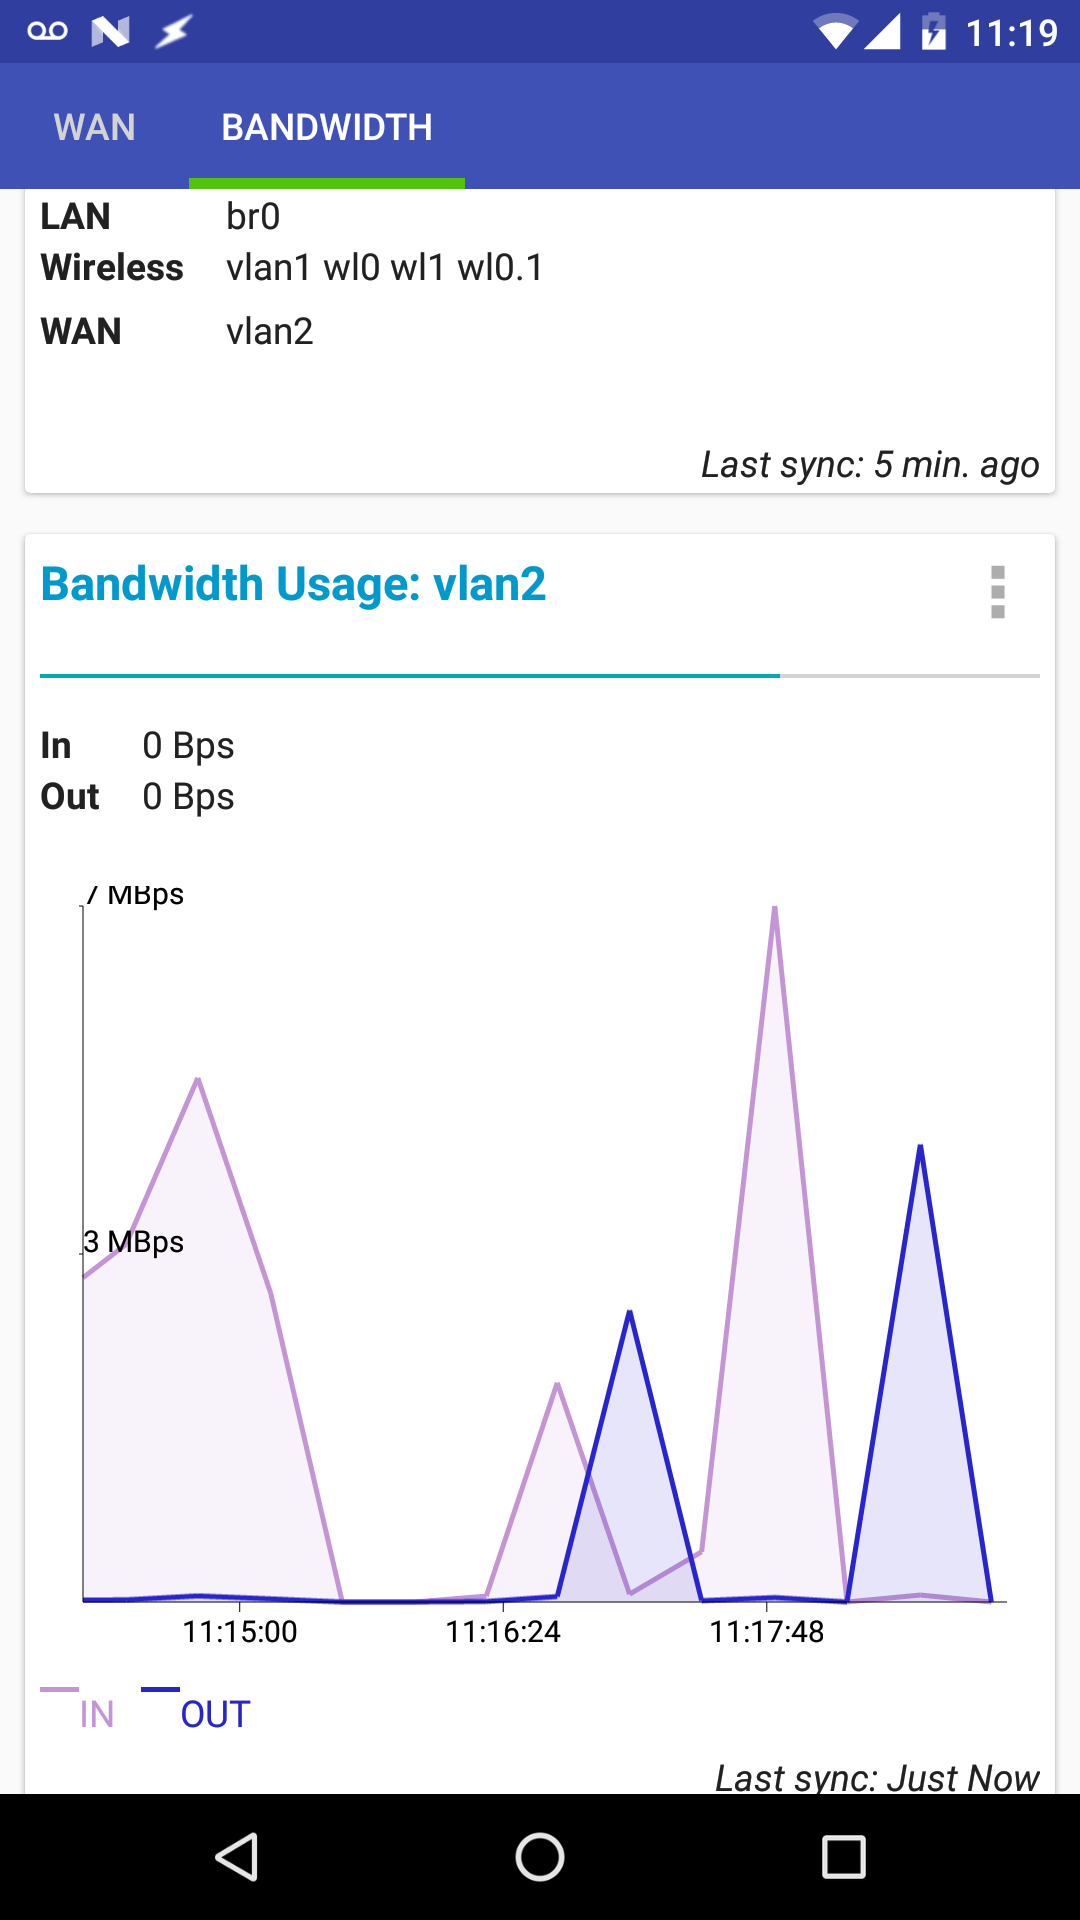 11:19
WAN BANDWIDTH
LAN br0
Wireless vlan1 wl0 wl1 wl0.1
WAN vlan2
Last sync: 5 min. ago
Bandwidth Usage: vlan2
In 0 Bps
Out 0 Bps
7 MBps
3 MBps
11:15:00 11:16:24 11:17:48
IN OUT
Last sync: Just Now